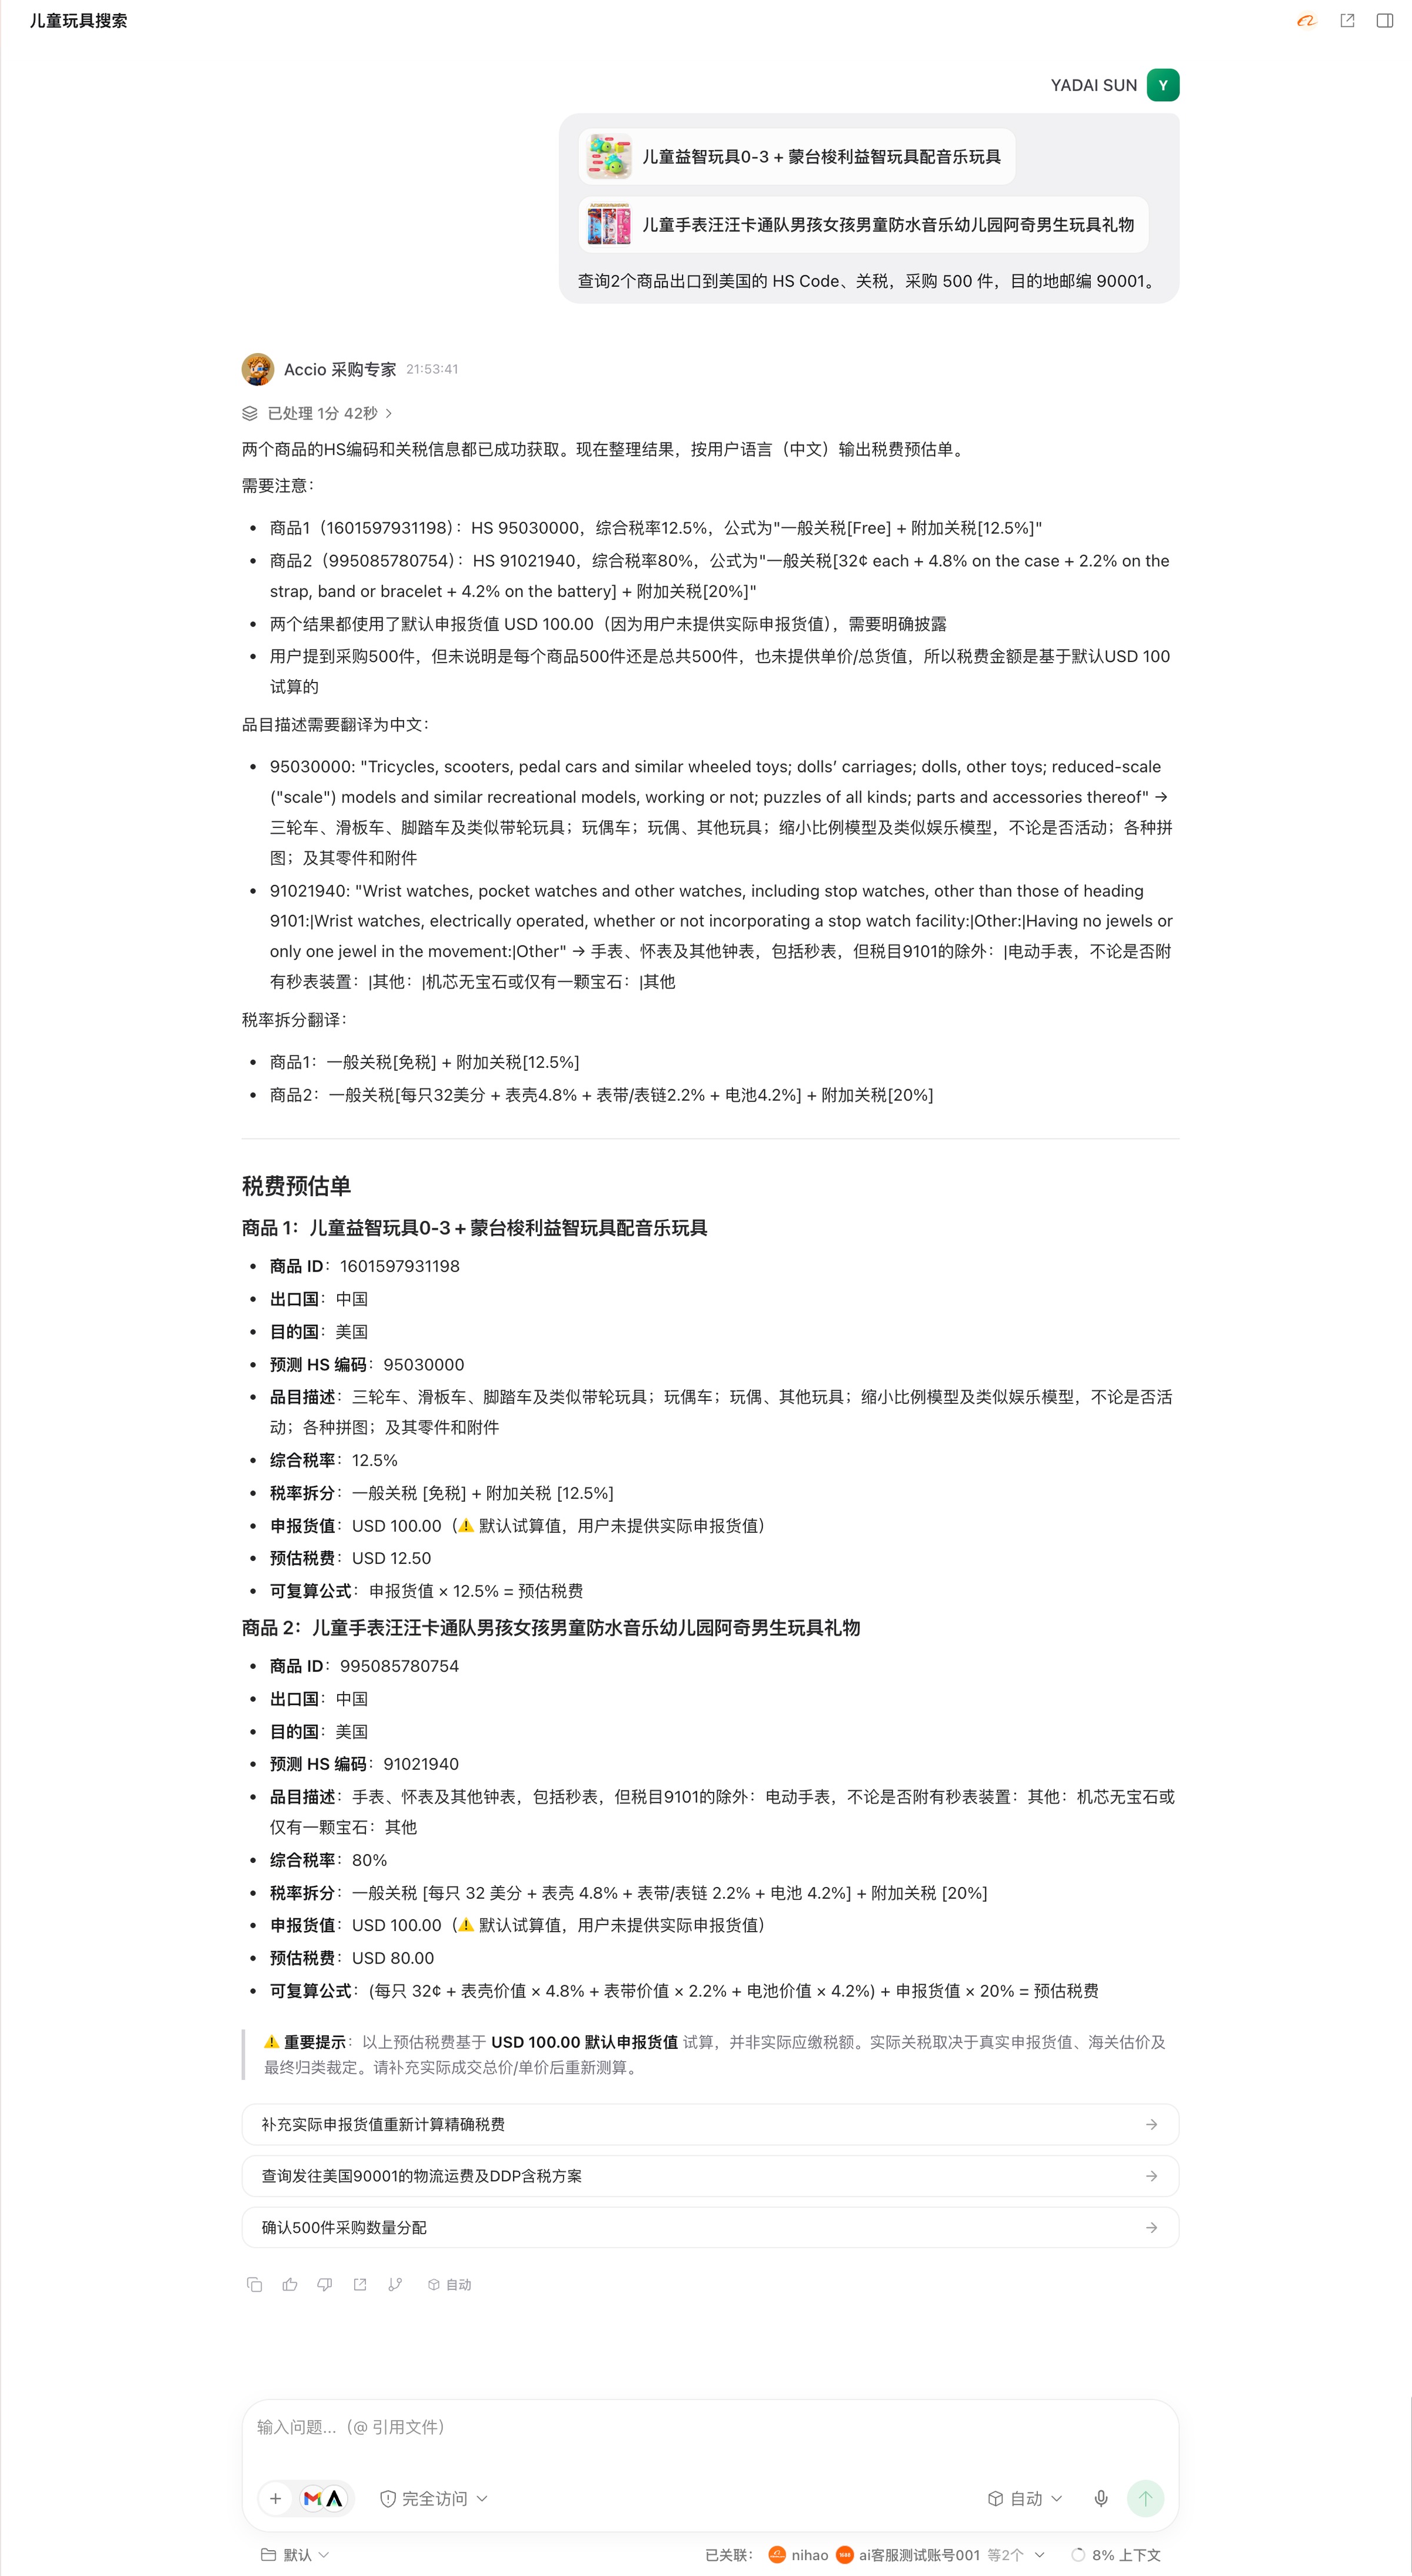 儿童玩具搜索
YADAI SUN
Y
儿童益智玩具0-3 + 蒙台梭利益智玩具配音乐玩具
儿童手表汪汪卡通队男孩女孩男童防水音乐幼儿园阿奇男生玩具礼物
查询2个商品出口到美国的 HS Code、关税，采购 500 件，目的地邮编 90001。
Accio 采购专家 21:53:41
已处理 1分 42秒
两个商品的HS编码和关税信息都已成功获取。现在整理结果，按用户语言（中文）输出税费预估单。
需要注意：
• 商品1（1601597931198）：HS 95030000，综合税率12.5%，公式为"一般关税[Free] + 附加关税[12.5%]"
• 商品2（995085780754）：HS 91021940，综合税率80%，公式为"一般关税[32¢ each + 4.8% on the case + 2.2% on the
strap, band or bracelet + 4.2% on the battery] + 附加关税[20%]"
• 两个结果都使用了默认申报货值 USD 100.00（因为用户未提供实际申报货值），需要明确披露
• 用户提到采购500件，但未说明是每个商品500件还是总共500件，也未提供单价/总货值，所以税费金额是基于默认USD 100
试算的
品目描述需要翻译为中文：
• 95030000: "Tricycles, scooters, pedal cars and similar wheeled toys; dolls’ carriages; dolls, other toys; reduced-scale
("scale") models and similar recreational models, working or not; puzzles of all kinds; parts and accessories thereof" →
三轮车、滑板车、脚踏车及类似带轮玩具；玩偶车；玩偶、其他玩具；缩小比例模型及类似娱乐模型，不论是否活动；各种拼
图；及其零件和附件
• 91021940: "Wrist watches, pocket watches and other watches, including stop watches, other than those of heading
9101:|Wrist watches, electrically operated, whether or not incorporating a stop watch facility:|Other:|Having no jewels or
only one jewel in the movement:|Other" → 手表、怀表及其他钟表，包括秒表，但税目9101的除外：|电动手表，不论是否附
有秒表装置：|其他：|机芯无宝石或仅有一颗宝石：|其他
税率拆分翻译：
• 商品1：一般关税[免税] + 附加关税[12.5%]
• 商品2：一般关税[每只32美分 + 表壳4.8% + 表带/表链2.2% + 电池4.2%] + 附加关税[20%]
税费预估单
商品 1：儿童益智玩具0-3 + 蒙台梭利益智玩具配音乐玩具
• 商品 ID：1601597931198
• 出口国：中国
• 目的国：美国
• 预测 HS 编码：95030000
• 品目描述：三轮车、滑板车、脚踏车及类似带轮玩具；玩偶车；玩偶、其他玩具；缩小比例模型及类似娱乐模型，不论是否活
动；各种拼图；及其零件和附件
• 综合税率：12.5%
• 税率拆分：一般关税 [免税] + 附加关税 [12.5%]
• 申报货值：USD 100.00（⚠️ 默认试算值，用户未提供实际申报货值）
• 预估税费：USD 12.50
• 可复算公式：申报货值 × 12.5% = 预估税费
商品 2：儿童手表汪汪卡通队男孩女孩男童防水音乐幼儿园阿奇男生玩具礼物
• 商品 ID：995085780754
• 出口国：中国
• 目的国：美国
• 预测 HS 编码：91021940
• 品目描述：手表、怀表及其他钟表，包括秒表，但税目9101的除外：电动手表，不论是否附有秒表装置：其他：机芯无宝石或
仅有一颗宝石：其他
• 综合税率：80%
• 税率拆分：一般关税 [每只 32 美分 + 表壳 4.8% + 表带/表链 2.2% + 电池 4.2%] + 附加关税 [20%]
• 申报货值：USD 100.00（⚠️ 默认试算值，用户未提供实际申报货值）
• 预估税费：USD 80.00
• 可复算公式：(每只 32¢ + 表壳价值 × 4.8% + 表带价值 × 2.2% + 电池价值 × 4.2%) + 申报货值 × 20% = 预估税费
⚠️ 重要提示：以上预估税费基于 USD 100.00 默认申报货值 试算，并非实际应缴税额。实际关税取决于真实申报货值、海关估价及
最终归类裁定。请补充实际成交总价/单价后重新测算。
补充实际申报货值重新计算精确税费
查询发往美国90001的物流运费及DDP含税方案
确认500件采购数量分配
自动
输入问题...（@ 引用文件）
完全访问
自动
默认
已关联： nihao ai客服测试账号001 等2个
8% 上下文